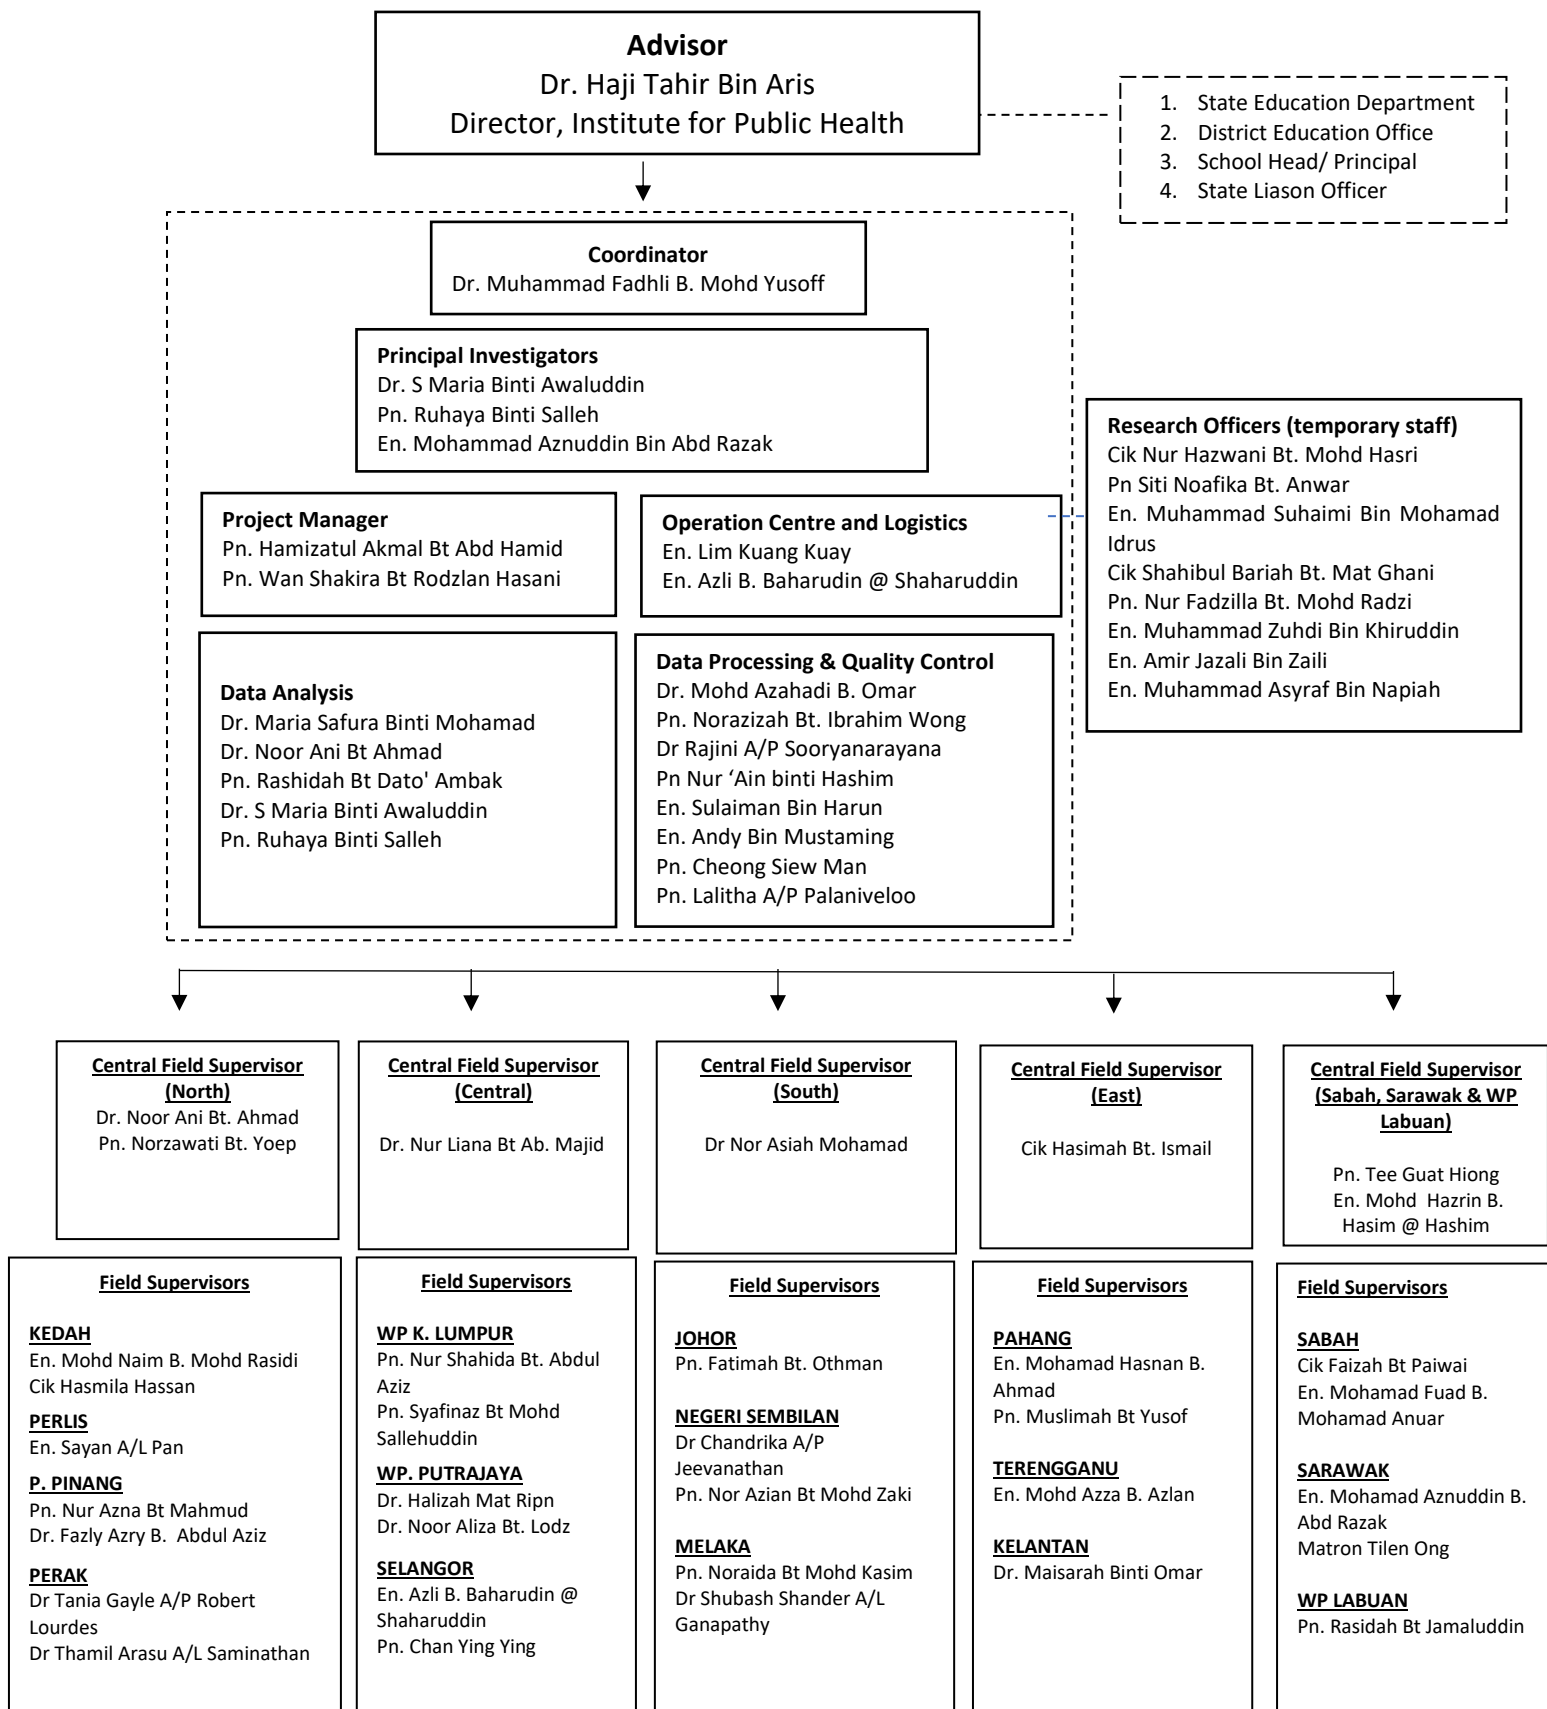 Advisor
Dr. Haji Tahir Bin Aris
Director, Institute for Public Health
1. State Education Department
2. District Education Office
3. School Head/ Principal
4. State Liason Officer
Coordinator
Dr. Muhammad Fadhli B. Mohd Yusoff
Principal Investigators
Dr. S Maria Binti Awaluddin
Pn. Ruhaya Binti Salleh
En. Mohammad Aznuddin Bin Abd Razak
Research Officers (temporary staff)
Cik Nur Hazwani Bt. Mohd Hasri
Pn Siti Noafika Bt. Anwar
En. Muhammad Suhaimi Bin Mohamad
Idrus
Cik Shahibul Bariah Bt. Mat Ghani
Pn. Nur Fadzilla Bt. Mohd Radzi
En. Muhammad Zuhdi Bin Khiruddin
En. Amir Jazali Bin Zaili
En. Muhammad Asyraf Bin Napiah
Project Manager
Pn. Hamizatul Akmal Bt Abd Hamid
Pn. Wan Shakira Bt Rodzlan Hasani
Operation Centre and Logistics
En. Lim Kuang Kuay
En. Azli B. Baharudin @ Shaharuddin
Data Analysis
Dr. Maria Safura Binti Mohamad
Dr. Noor Ani Bt Ahmad
Pn. Rashidah Bt Dato' Ambak
Dr. S Maria Binti Awaluddin
Pn. Ruhaya Binti Salleh
Data Processing & Quality Control
Dr. Mohd Azahadi B. Omar
Pn. Norazizah Bt. Ibrahim Wong
Dr Rajini A/P Sooryanarayana
Pn Nur ‘Ain binti Hashim
En. Sulaiman Bin Harun
En. Andy Bin Mustaming
Pn. Cheong Siew Man
Pn. Lalitha A/P Palaniveloo
Central Field Supervisor
(North)
Dr. Noor Ani Bt. Ahmad
Pn. Norzawati Bt. Yoep
Central Field Supervisor
(Central)
Dr. Nur Liana Bt Ab. Majid
Central Field Supervisor
(South)
Dr Nor Asiah Mohamad
Central Field Supervisor
(East)
Cik Hasimah Bt. Ismail
Central Field Supervisor
(Sabah, Sarawak & WP
Labuan)
Pn. Tee Guat Hiong
En. Mohd Hazrin B.
Hasim @ Hashim
Field Supervisors
KEDAH
En. Mohd Naim B. Mohd Rasidi
Cik Hasmila Hassan
PERLIS
En. Sayan A/L Pan
P. PINANG
Pn. Nur Azna Bt Mahmud
Dr. Fazly Azry B. Abdul Aziz
PERAK
Dr Tania Gayle A/P Robert
Lourdes
Dr Thamil Arasu A/L Saminathan
Field Supervisors
WP K. LUMPUR
Pn. Nur Shahida Bt. Abdul
Aziz
Pn. Syafinaz Bt Mohd
Sallehuddin
WP. PUTRAJAYA
Dr. Halizah Mat Ripn
Dr. Noor Aliza Bt. Lodz
SELANGOR
En. Azli B. Baharudin @
Shaharuddin
Pn. Chan Ying Ying
Field Supervisors
JOHOR
Pn. Fatimah Bt. Othman
NEGERI SEMBILAN
Dr Chandrika A/P
Jeevanathan
Pn. Nor Azian Bt Mohd Zaki
MELAKA
Pn. Noraida Bt Mohd Kasim
Dr Shubash Shander A/L
Ganapathy
Field Supervisors
PAHANG
En. Mohamad Hasnan B.
Ahmad
Pn. Muslimah Bt Yusof
TERENGGANU
En. Mohd Azza B. Azlan
KELANTAN
Dr. Maisarah Binti Omar
Field Supervisors
SABAH
Cik Faizah Bt Paiwai
En. Mohamad Fuad B.
Mohamad Anuar
SARAWAK
En. Mohamad Aznuddin B.
Abd Razak
Matron Tilen Ong
WP LABUAN
Pn. Rasidah Bt Jamaluddin